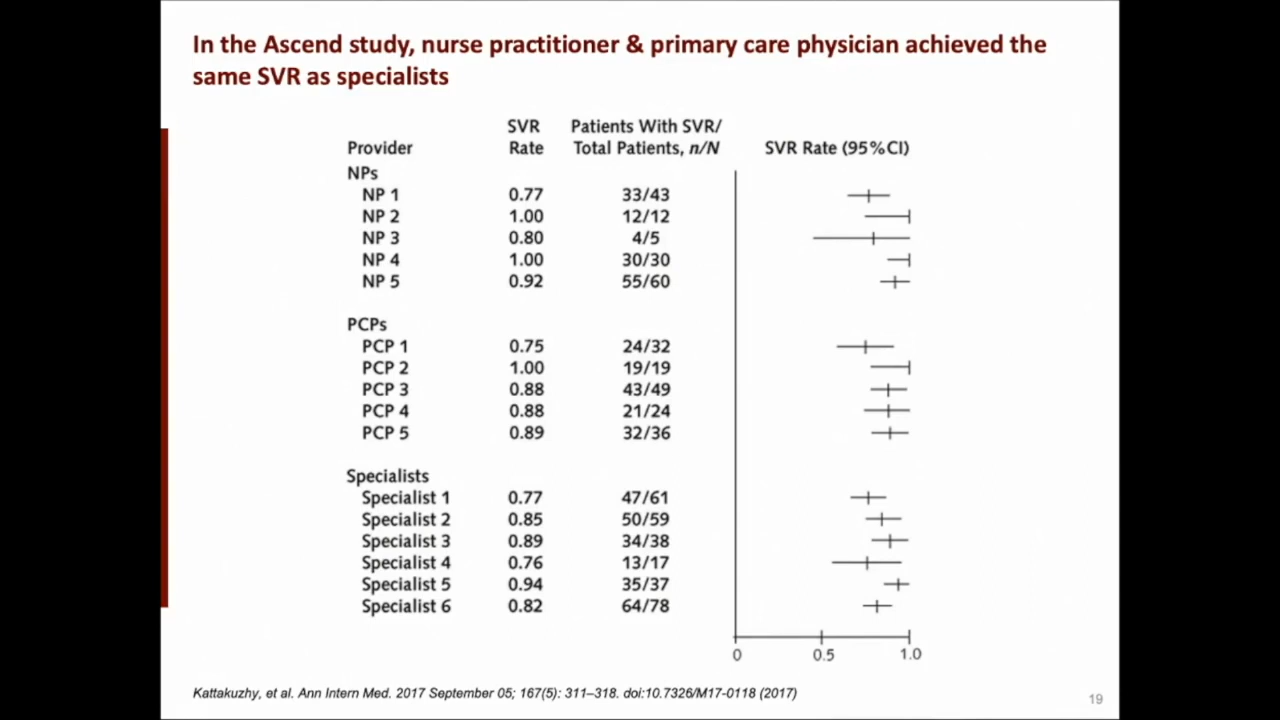 In the Ascend study, nurse practitioner & primary care physician achieved the
same SVR as specialists
SVR Patients With SVR/
Provider Rate Total Patients, n/N SVR Rate (95%CI)
NPs
NP 1 0.77 33/43
NP 2 1.00 12/12
NP 3 0.80 4/5
NP 4 1.00 30/30
NP 5 0.92 55/60
PCPs
PCP 1 0.75 24/32
PCP 2 1.00 19/19
PCP 3 0.88 43/49
PCP 4 0.88 21/24
PCP 5 0.89 32/36
Specialists
Specialist 1 0.77 47/61
Specialist 2 0.85 50/59
Specialist 3 0.89 34/38
Specialist 4 0.76 13/17
Specialist 5 0.94 35/37
Specialist 6 0.82 64/78
0 0.5 1.0
Kattakuzhy, et al. Ann Intern Med. 2017 September 05; 167(5): 311–318. doi:10.7326/M17-0118 (2017)
19